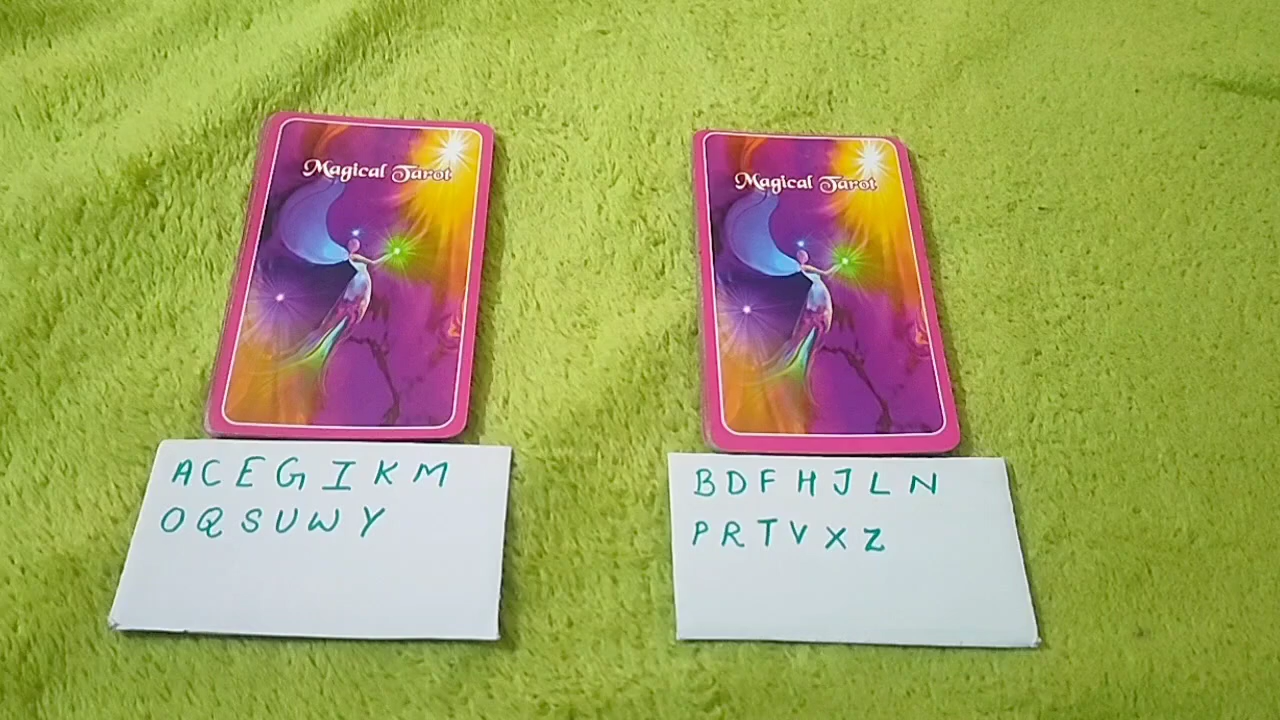 Magical Tarot
Magical Tarot
A C E G I K M
O Q S U W Y
B D F H J L N
P R T V X Z